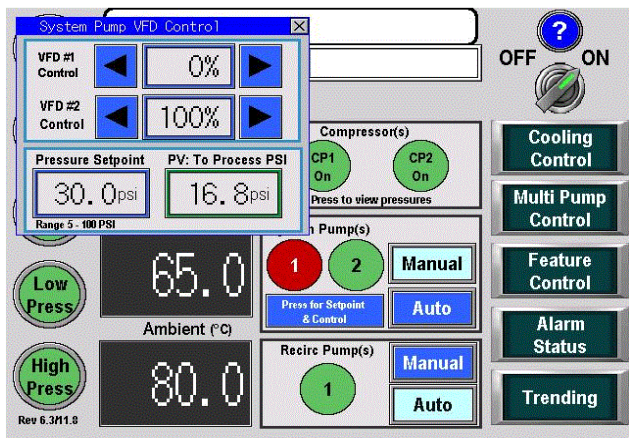 System Pump VFD Control
VFD #1
Control
0%
VFD #2
Control
100%
Pressure Setpoint
PV: To Process PSI
30.0psi
16.8psi
Range 5 - 100 PSI
?
OFF
ON
Compressor(s)
CP1
On
CP2
On
Press to view pressures
Pump(s)
1
2
Manual
Press for Setpoint
& Control
Auto
65.0
Low
Press
Ambient (°C)
80.0
High
Press
Recirc Pump(s)
1
Manual
Auto
Rev 6.3/11.8
Cooling
Control
Multi Pump
Control
Feature
Control
Alarm
Status
Trending